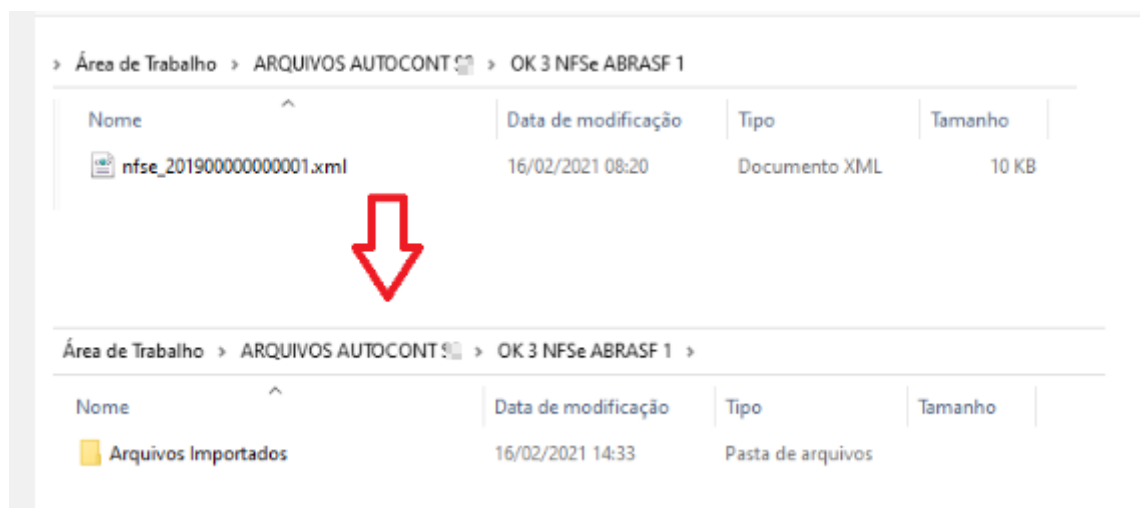 > Área de Trabalho > ARQUIVOS AUTOCONT > OK 3 NFSe ABRASF 1
Nome Data de modificação Tipo Tamanho
nfse_201900000000001.xml 16/02/2021 08:20 Documento XML 10 KB
Área de Trabalho > ARQUIVOS AUTOCONT > OK 3 NFSe ABRASF 1 >
Nome Data de modificação Tipo Tamanho
Arquivos Importados 16/02/2021 14:33 Pasta de arquivos